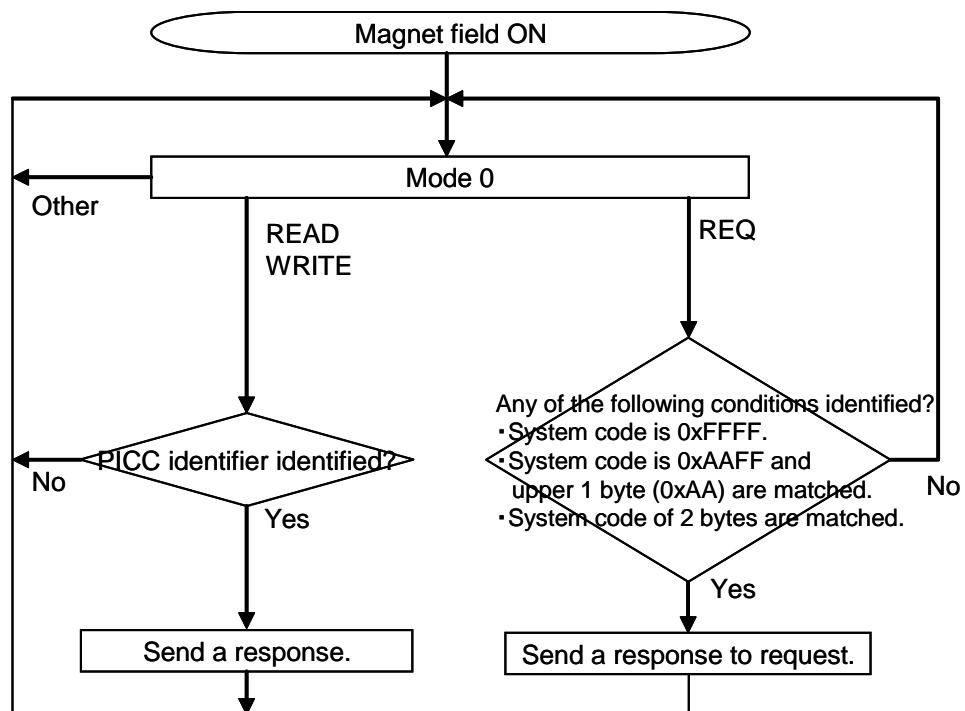 Magnet field ON
Mode 0
Other
READ
WRITE
REQ
Any of the following conditions identified?
・System code is 0xFFFF.
・System code is 0xAAFF and
upper 1 byte (0xAA) are matched.
・System code of 2 bytes are matched.
PICC identifier identified?
No
No
Yes
Yes
Send a response.
Send a response to request.